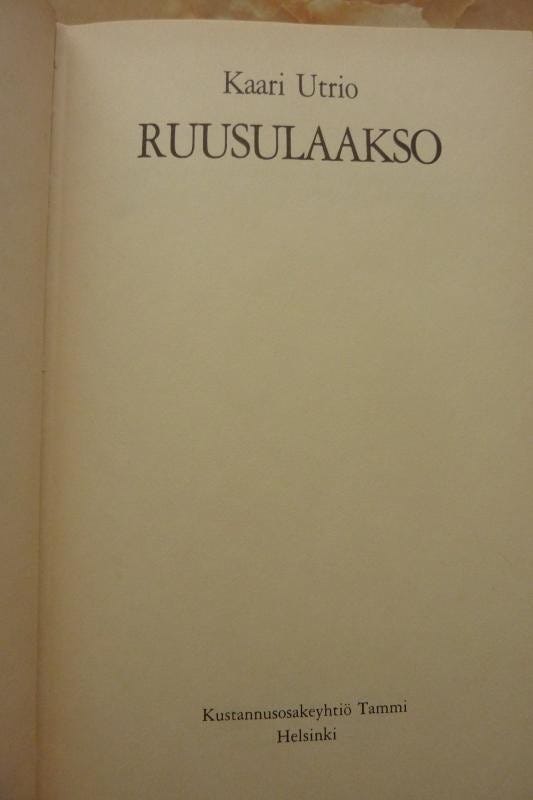 Kaari Utrio
RUUSULAAKSO
Kustannusosakeyhtiö Tammi
Helsinki